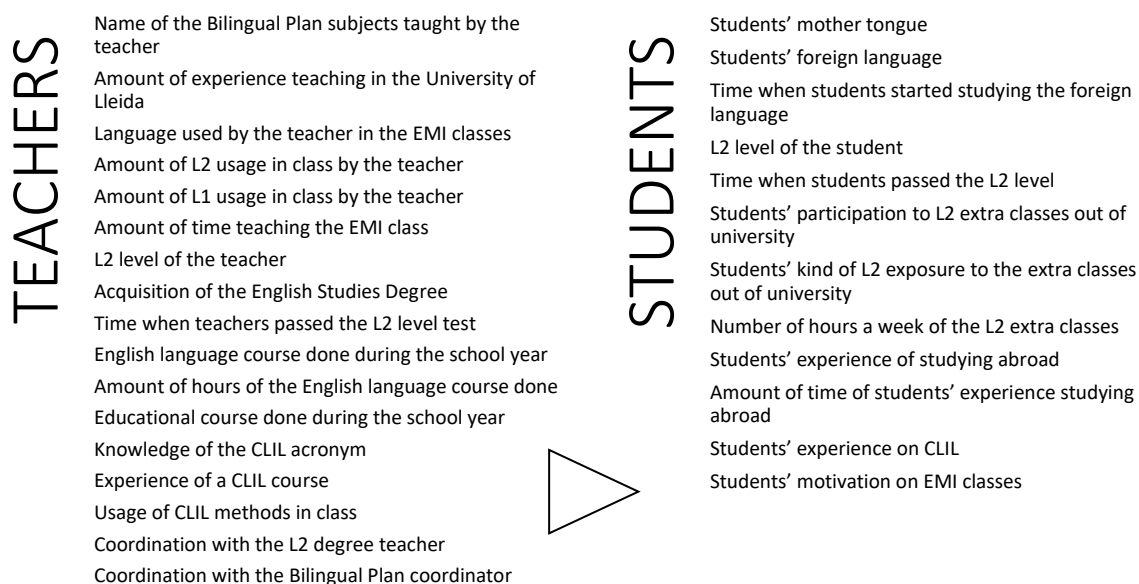 TEACHERS
Name of the Bilingual Plan subjects taught by the
teacher
Amount of experience teaching in the University of
Lleida
Language used by the teacher in the EMI classes
Amount of L2 usage in class by the teacher
Amount of L1 usage in class by the teacher
Amount of time teaching the EMI class
L2 level of the teacher
Acquisition of the English Studies Degree
Time when teachers passed the L2 level test
English language course done during the school year
Amount of hours of the English language course done
Educational course done during the school year
Knowledge of the CLIL acronym
Experience of a CLIL course
Usage of CLIL methods in class
Coordination with the L2 degree teacher
Coordination with the Bilingual Plan coordinator
STUDENTS
Students’ mother tongue
Students’ foreign language
Time when students started studying the foreign
language
L2 level of the student
Time when students passed the L2 level
Students’ participation to L2 extra classes out of
university
Students’ kind of L2 exposure to the extra classes
out of university
Number of hours a week of the L2 extra classes
Students’ experience of studying abroad
Amount of time of students’ experience studying
abroad
Students’ experience on CLIL
Students’ motivation on EMI classes